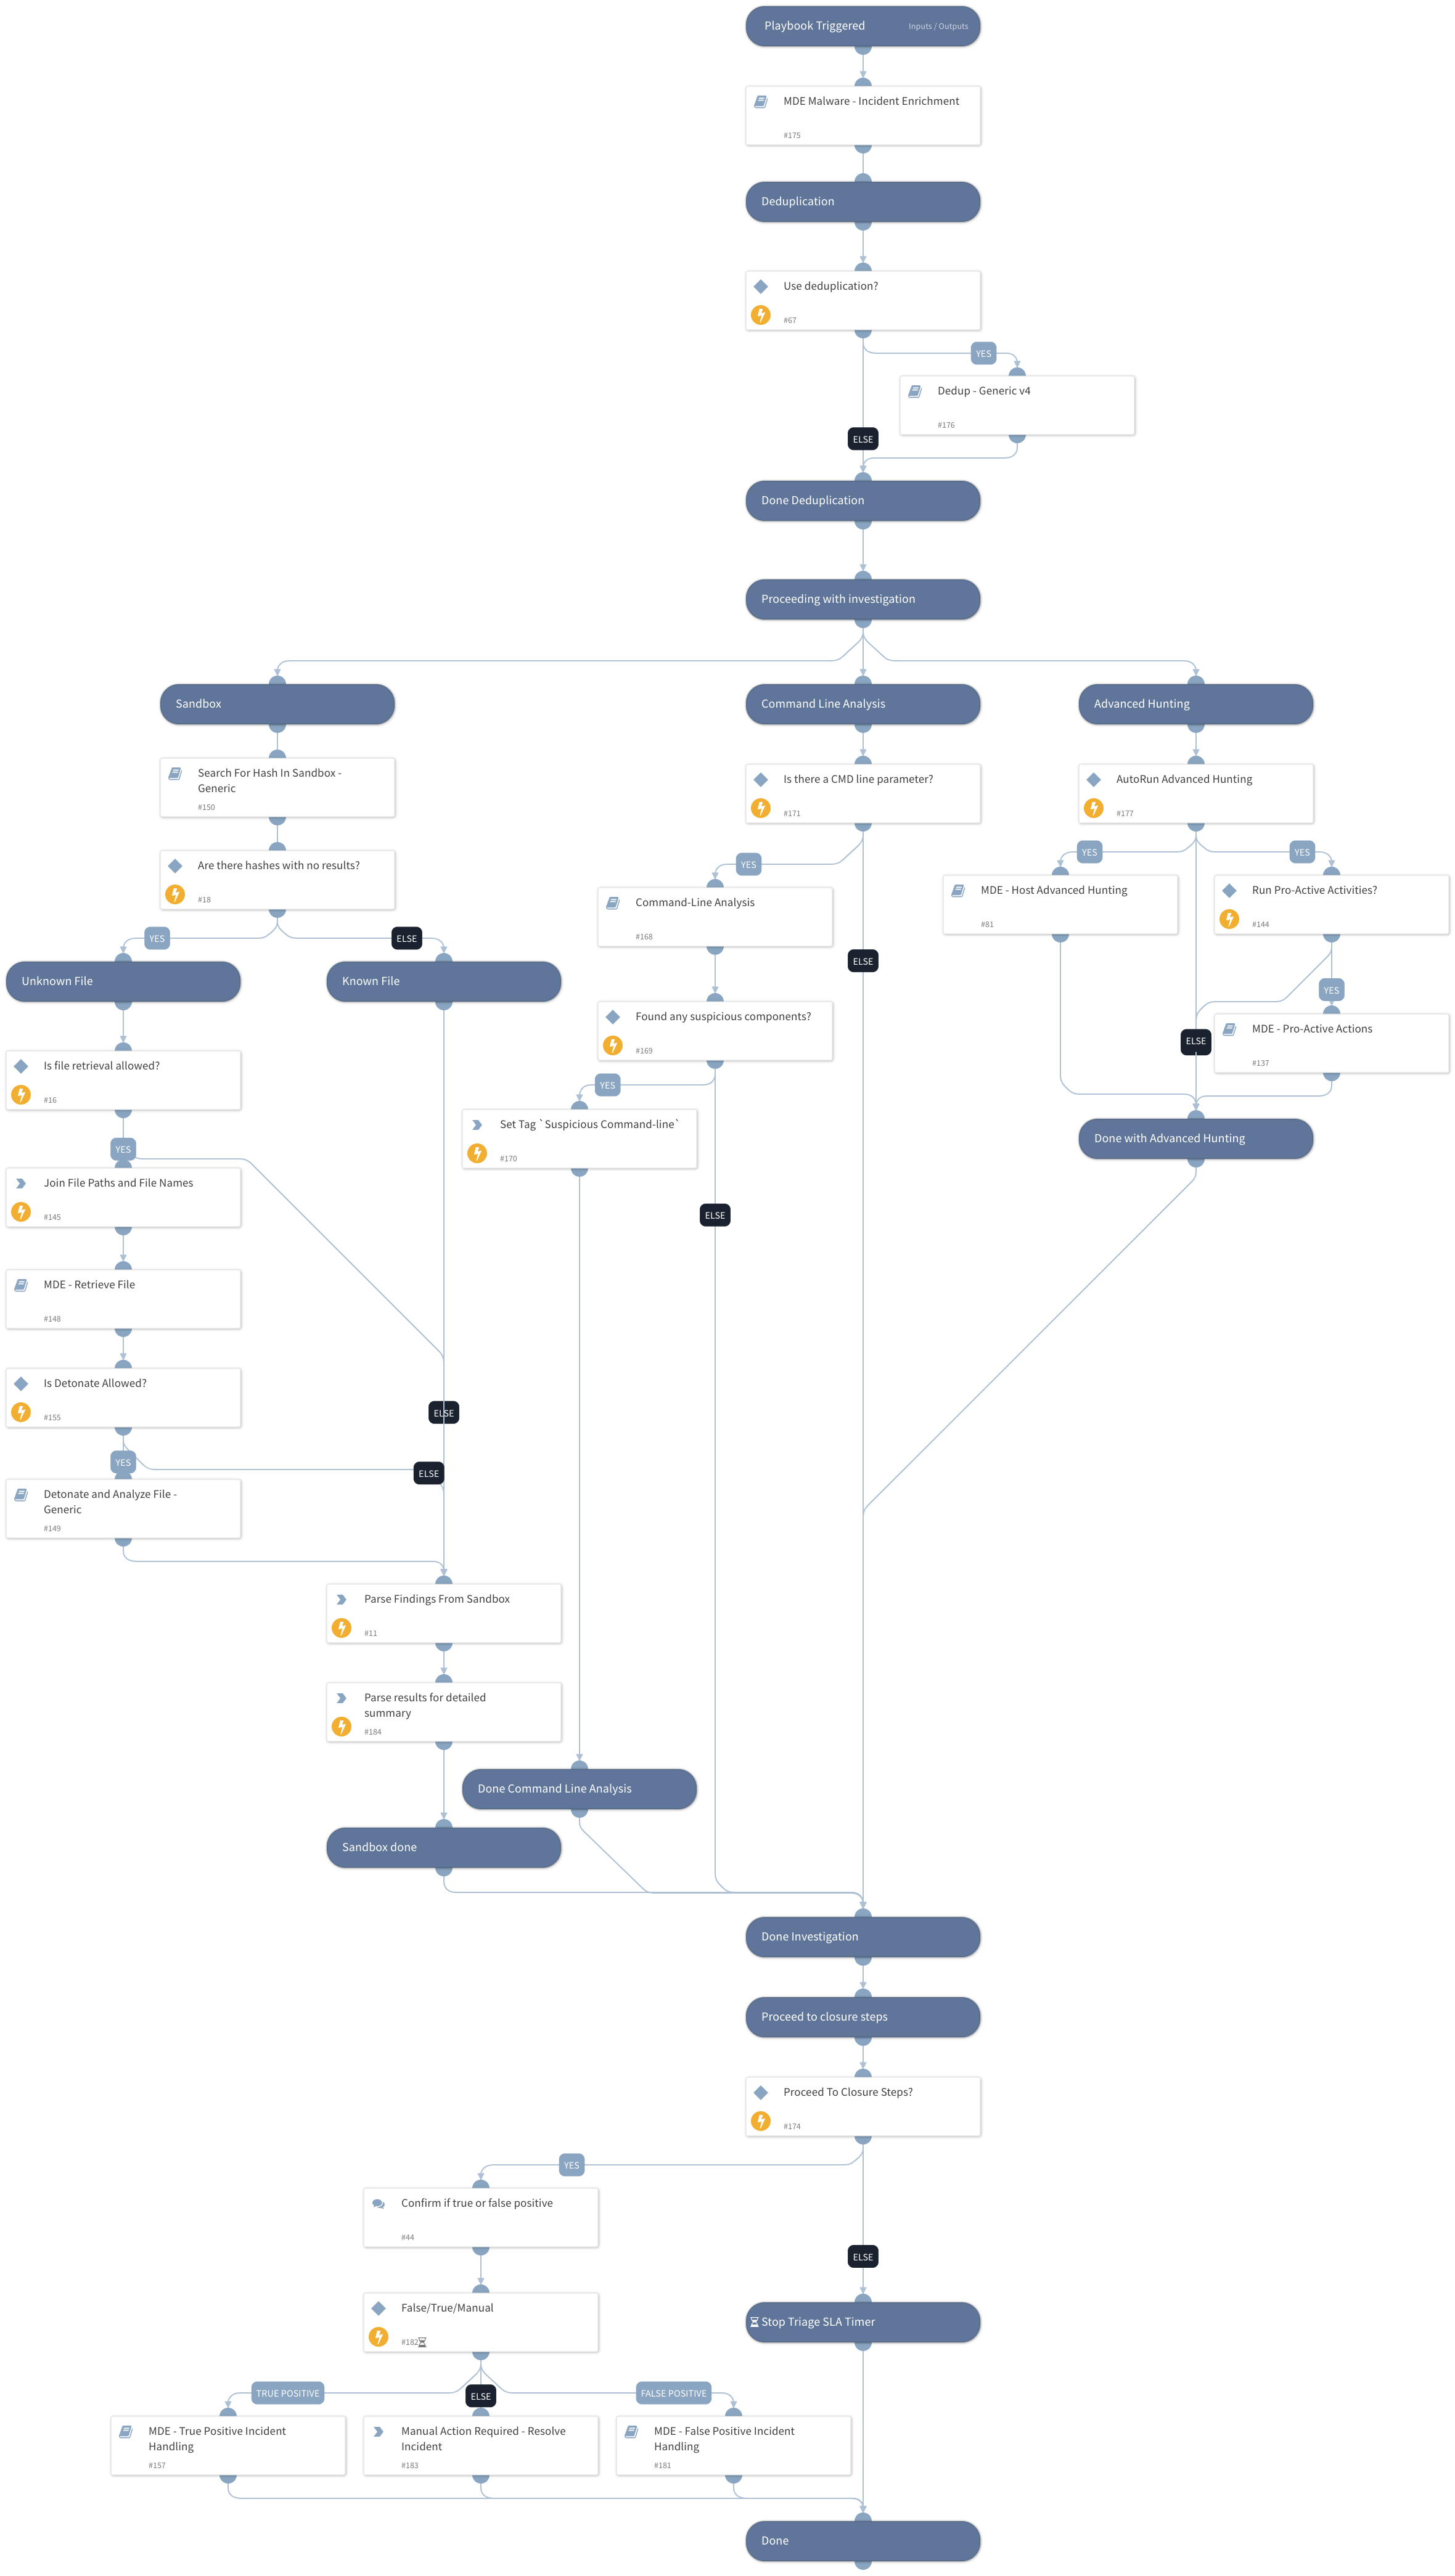 Playbook Triggered
Inputs / Outputs
MDE Malware - Incident Enrichment
#175
Deduplication
Use deduplication?
#67
YES
Dedup - Generic v4
#176
ELSE
Done Deduplication
Proceeding with investigation
Sandbox
Command Line Analysis
Advanced Hunting
Search For Hash In Sandbox -
Generic
#150
Is there a CMD line parameter?
#171
AutoRun Advanced Hunting
#177
Are there hashes with no results?
#18
YES
YES
YES
Command-Line Analysis
#168
MDE - Host Advanced Hunting
#81
Run Pro-Active Activities?
#144
YES
ELSE
ELSE
Unknown File
Known File
YES
Found any suspicious components?
#169
MDE - Pro-Active Actions
#137
ELSE
Is file retrieval allowed?
#16
YES
Set Tag `Suspicious Command-line`
#170
Done with Advanced Hunting
YES
Join File Paths and File Names
#145
ELSE
MDE - Retrieve File
#148
Is Detonate Allowed?
#155
ELSE
YES
ELSE
Detonate and Analyze File -
Generic
#149
Parse Findings From Sandbox
#11
Parse results for detailed
summary
#184
Done Command Line Analysis
Sandbox done
Done Investigation
Proceed to closure steps
Proceed To Closure Steps?
#174
YES
Confirm if true or false positive
#44
ELSE
False/True/Manual
#182
Stop Triage SLA Timer
TRUE POSITIVE
ELSE
FALSE POSITIVE
MDE - True Positive Incident
Handling
#157
Manual Action Required - Resolve
Incident
#183
MDE - False Positive Incident
Handling
#181
Done